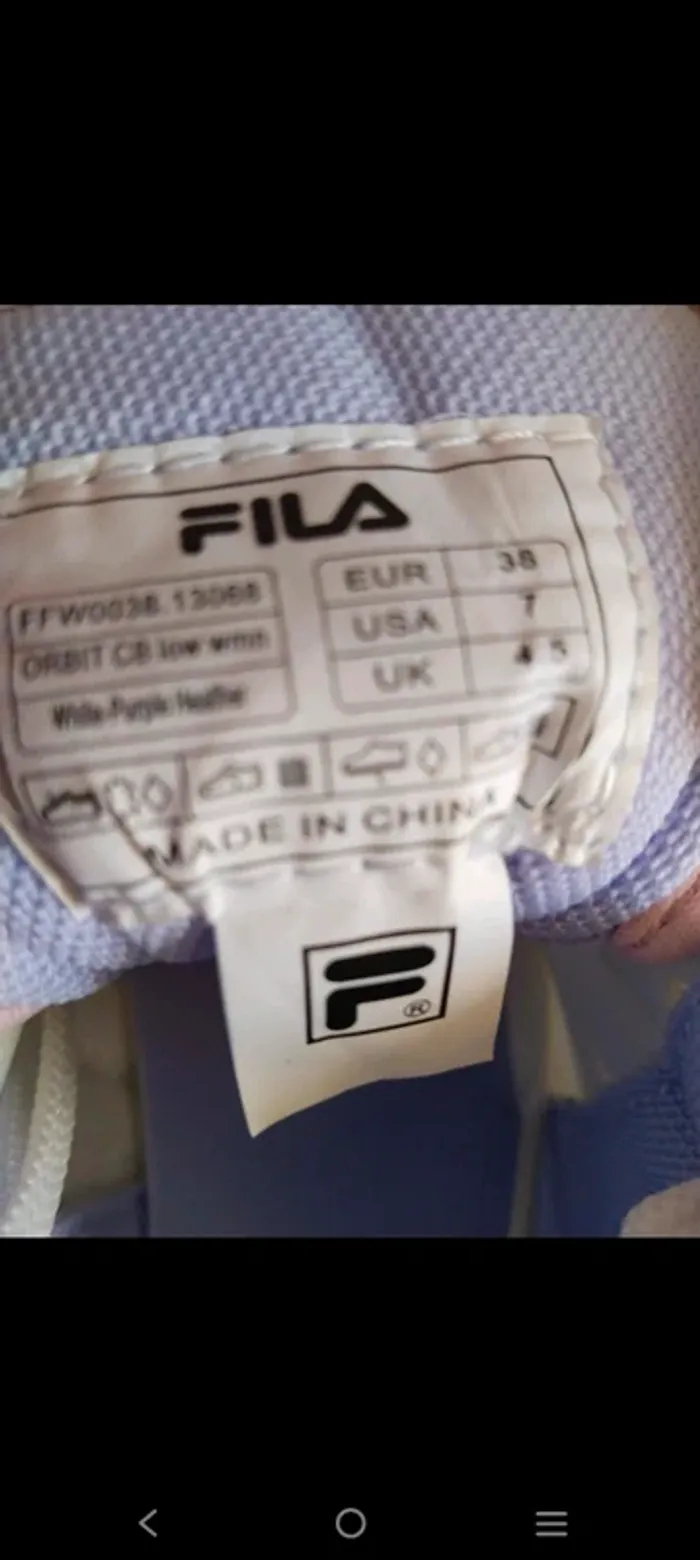 FILA
FFW0038.13068
ORBIT CB low wmn
White-Purple Heather
EUR 38
USA 7
UK 4.5
MADE IN CHINA
F®